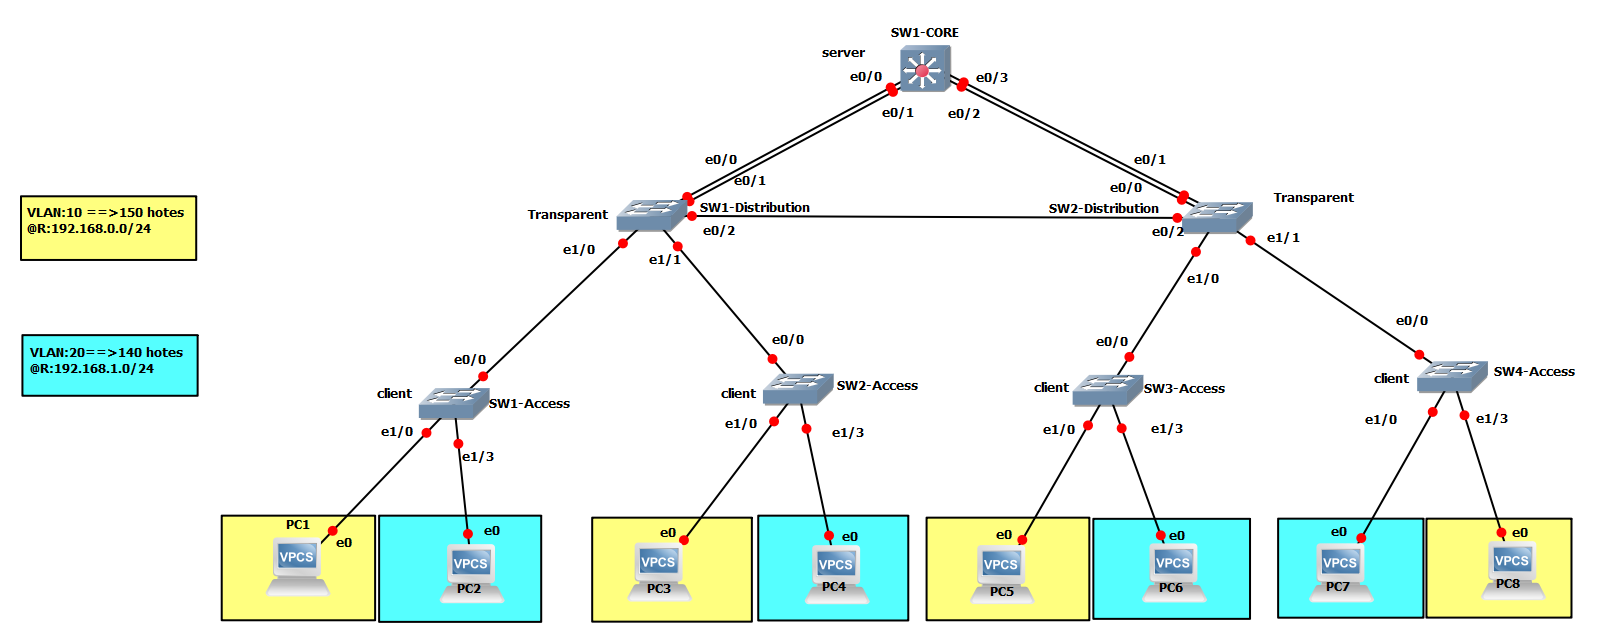 SW1-CORE
server
e0/0
e0/3
e0/1
e0/2
e0/0
e0/1
e0/1
e0/0
VLAN:10 ==>150 hotes
@R:192.168.0.0/24
Transparent
SW1-Distribution
SW2-Distribution
Transparent
e0/2
e0/2
e1/0
e1/1
e1/1
e1/0
VLAN:20==>140 hotes
@R:192.168.1.0/24
e0/0
e0/0
e0/0
e0/0
client
SW1-Access
client
SW2-Access
client
SW3-Access
client
SW4-Access
e1/0
e1/3
e1/0
e1/3
e1/0
e1/3
e1/0
e1/3
PC1
e0
e0
e0
e0
e0
e0
e0
e0
VPCS
VPCS
VPCS
VPCS
VPCS
VPCS
VPCS
VPCS
PC2
PC3
PC4
PC5
PC6
PC7
PC8